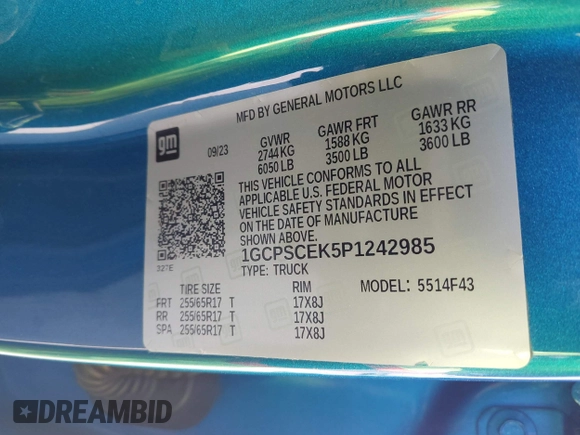 MFD BY GENERAL MOTORS LLC
gm
09/23
GVWR
2744 KG
6050 LB
GAWR FRT
1588 KG
3500 LB
GAWR RR
1633 KG
3600 LB
THIS VEHICLE CONFORMS TO ALL
APPLICABLE U.S. FEDERAL MOTOR
VEHICLE SAFETY STANDARDS IN EFFECT
ON THE DATE OF MANUFACTURE
SHOWN ABOVE.
327E
1GCPSCEK5P1242985
TYPE: TRUCK
MODEL: 5514F43
TIRE SIZE RIM
FRT 255/65R17 T 17X8J
RR 255/65R17 T 17X8J
SPA 255/65R17 T 17X8J
DREAMBID